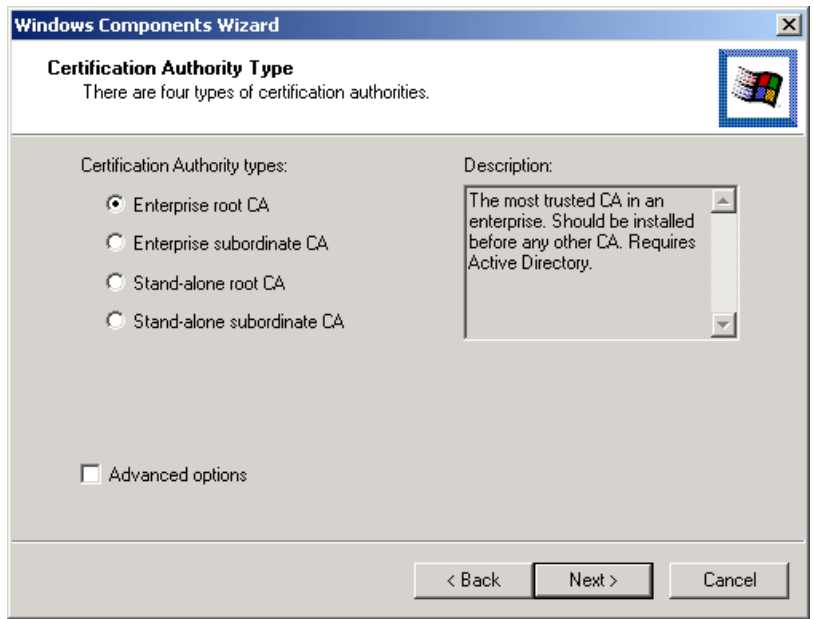 Windows Components Wizard
Certification Authority Type
There are four types of certification authorities.
Certification Authority types:
Enterprise root CA
Enterprise subordinate CA
Stand-alone root CA
Stand-alone subordinate CA
Description:
The most trusted CA in an
enterprise. Should be installed
before any other CA. Requires
Active Directory.
Advanced options
< Back
Next >
Cancel